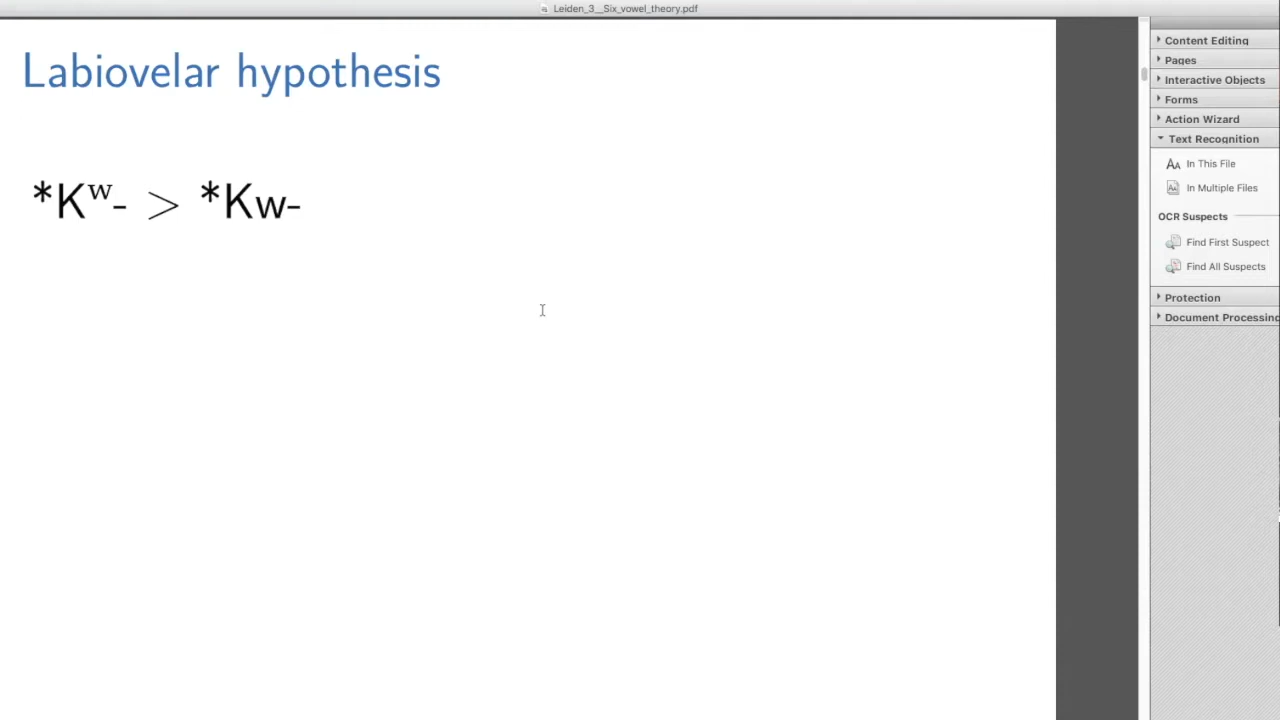 Leiden_3__Six_vowel_theory.pdf
Labiovelar hypothesis
*Kʷ- > *Kw-
Content Editing
Pages
Interactive Objects
Forms
Action Wizard
Text Recognition
In This File
In Multiple Files
OCR Suspects
Find First Suspect
Find All Suspects
Protection
Document Processing